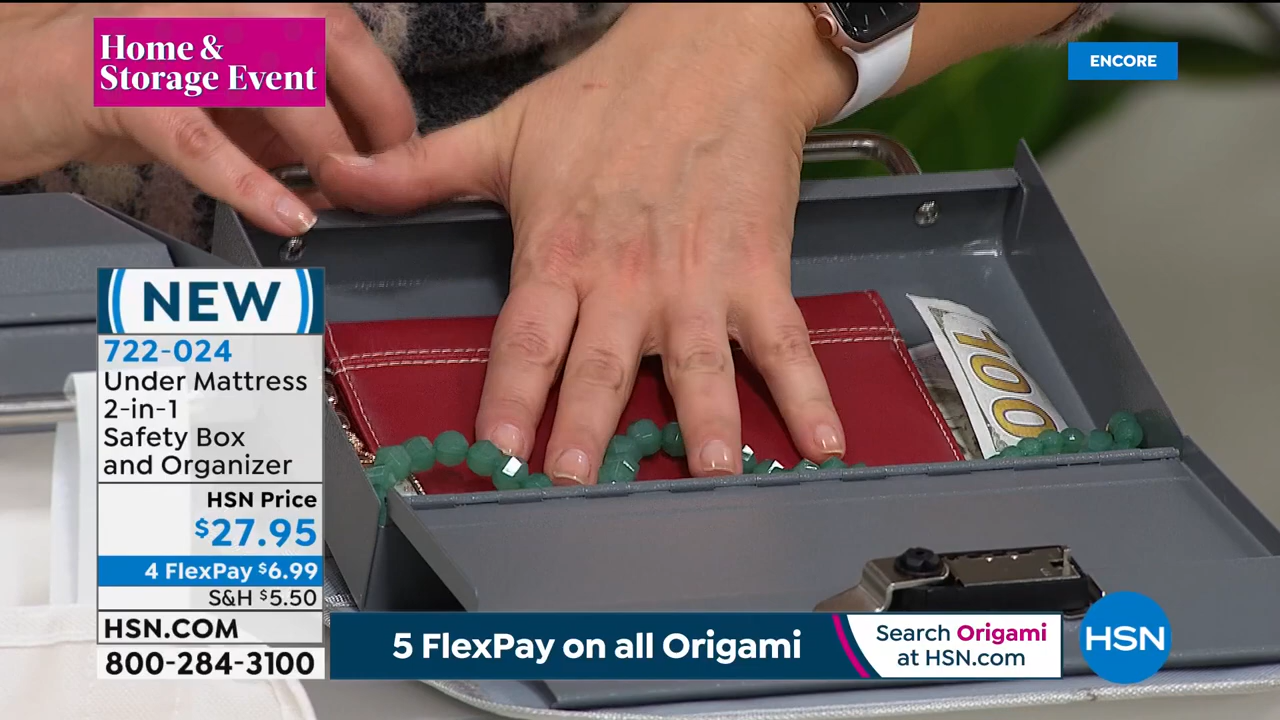 Home &
Storage Event
ENCORE
NEW
722-024
Under Mattress
2-in-1
Safety Box
and Organizer
HSN Price
$27.95
4 FlexPay $6.99
S&H $5.50
HSN.COM
800-284-3100
100
5 FlexPay on all Origami
Search Origami
at HSN.com
HSN